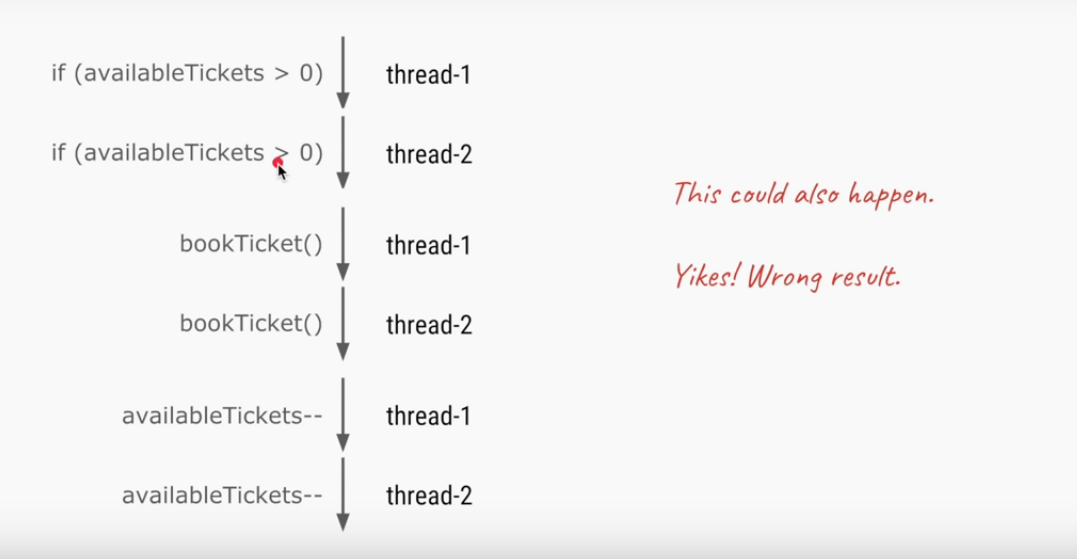 if (availableTickets > 0) thread-1
if (availableTickets > 0) thread-2
This could also happen.
bookTicket() thread-1
Yikes! Wrong result.
bookTicket() thread-2
availableTickets-- thread-1
availableTickets-- thread-2